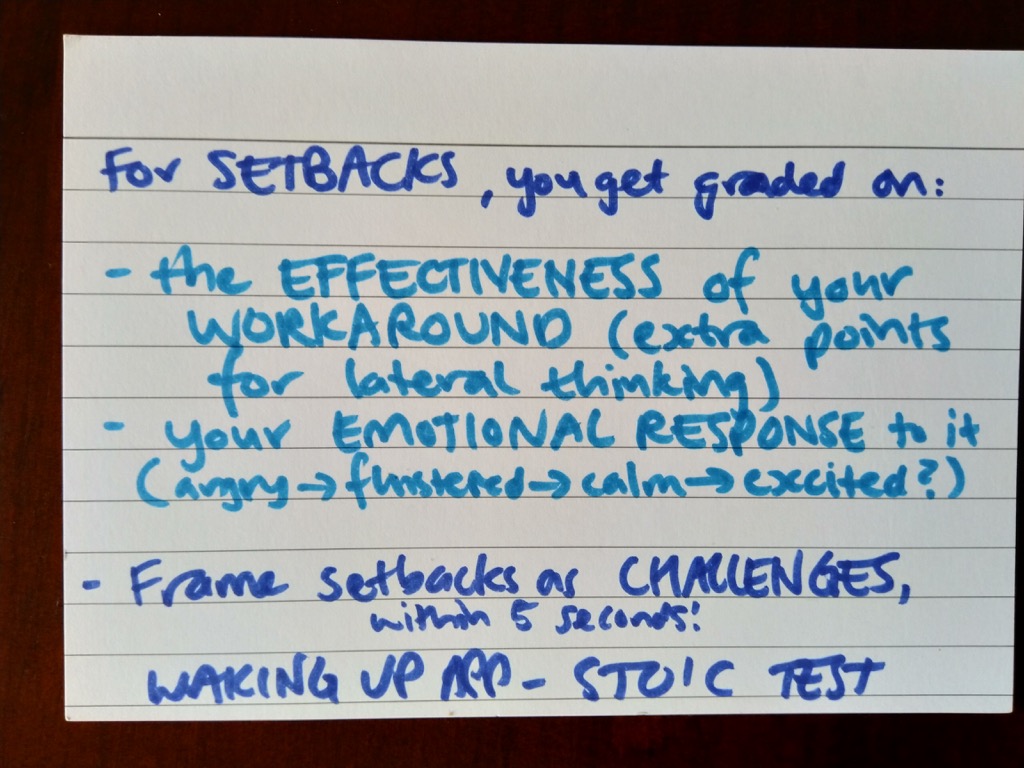 For SETBACKS, you get graded on:
- the EFFECTIVENESS of your
WORKAROUND (extra points
for lateral thinking)
- your EMOTIONAL RESPONSE to it
(angry → flustered → calm → excited?)
- Frame setbacks as CHALLENGES,
within 5 seconds!
WAKING UP APP - STOIC TEST